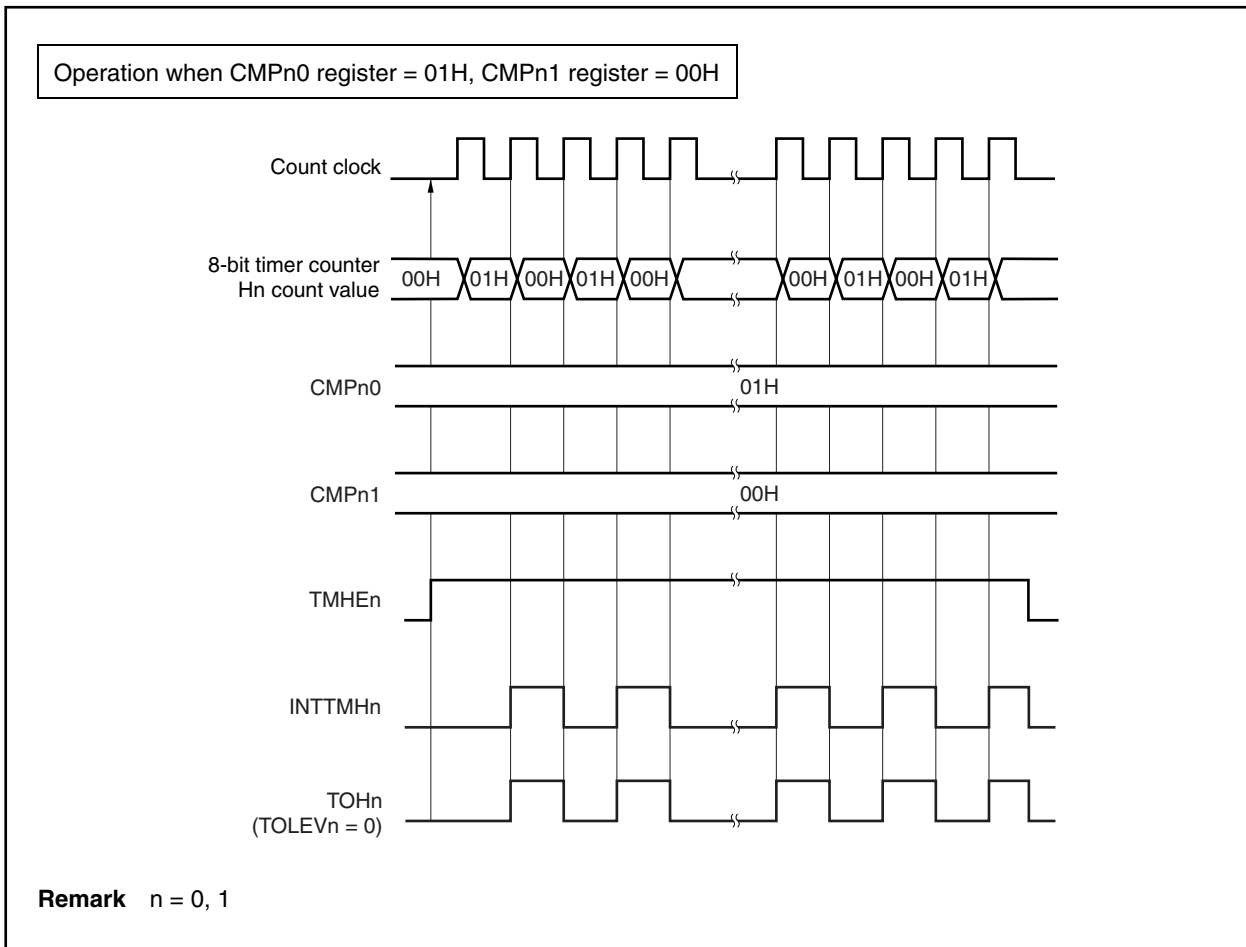 Operation when CMPn0 register = 01H, CMPn1 register = 00H
Count clock
8-bit timer counter
Hn count value
00H 01H 00H 01H 00H 00H 01H 00H 01H
CMPn0
01H
CMPn1
00H
TMHEn
INTTMHn
TOHn
(TOLEVn = 0)
Remark n = 0, 1